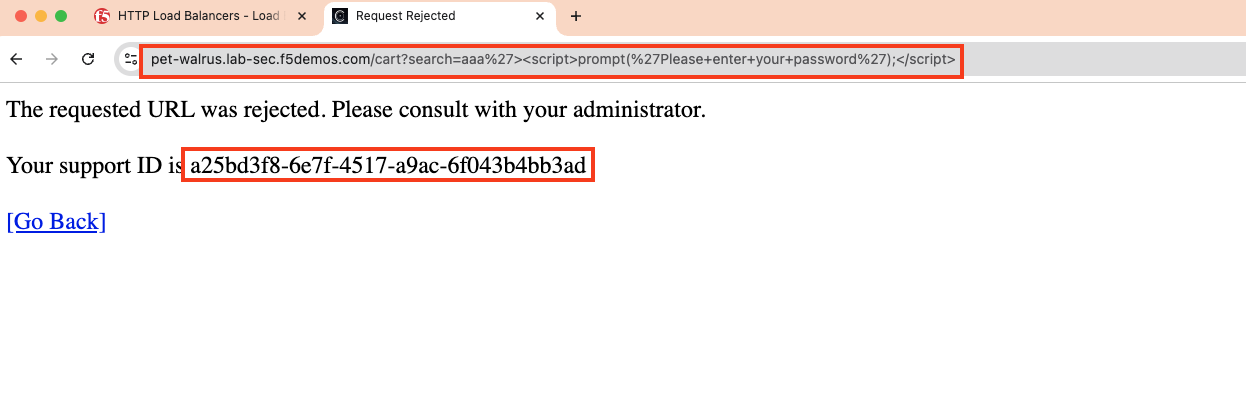 HTTP Load Balancers - Load
Request Rejected
pet-walrus.lab-sec.f5demos.com/cart?search=aaa%27><script>prompt(%27Please+enter+your+password%27);</script>
The requested URL was rejected. Please consult with your administrator.
Your support ID is a25bd3f8-6e7f-4517-a9ac-6f043b4bb3ad
[Go Back]